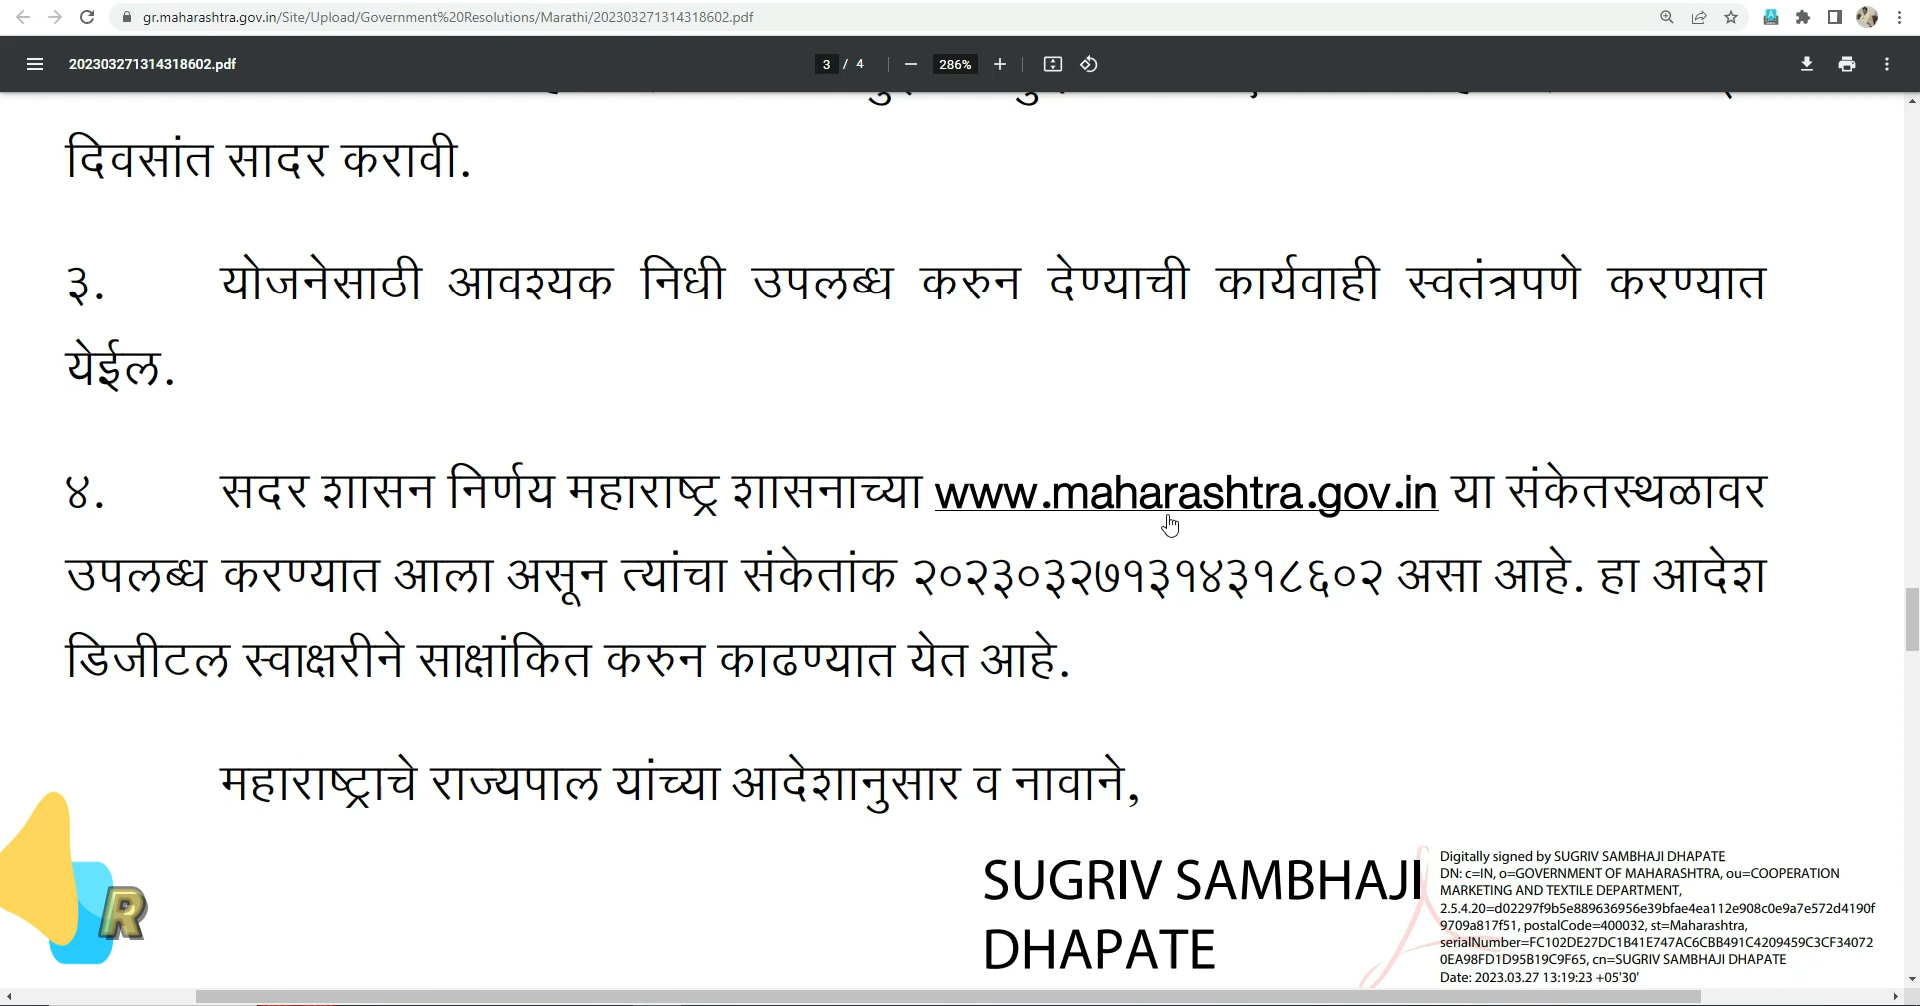 gr.maharashtra.gov.in/Site/Upload/Government%20Resolutions/Marathi/202303271314318602.pdf
202303271314318602.pdf
3 / 4
286%
दिवसांत सादर करावी.
३. योजनेसाठी आवश्यक निधी उपलब्ध करुन देण्याची कार्यवाही स्वतंत्रपणे करण्यात
येईल.
४. सदर शासन निर्णय महाराष्ट्र शासनाच्या www.maharashtra.gov.in या संकेतस्थळावर
उपलब्ध करण्यात आला असून त्यांचा संकेतांक २०२३०३२७१३१४३१८६०२ असा आहे. हा आदेश
डिजीटल स्वाक्षरीने साक्षांकित करुन काढण्यात येत आहे.
महाराष्ट्राचे राज्यपाल यांच्या आदेशानुसार व नावाने,
SUGRIV SAMBHAJI
DHAPATE
Digitally signed by SUGRIV SAMBHAJI DHAPATE
DN: c=IN, o=GOVERNMENT OF MAHARASHTRA, ou=COOPERATION
MARKETING AND TEXTILE DEPARTMENT,
2.5.4.20=d02297f9b5e889636956e39bfae4ea112e908c0e9a7e572d4190f
9709a817f51, postalCode=400032, st=Maharashtra,
serialNumber=FC102DE27DC1B41E747AC6CBB491C4209459C3CF34072
0EA98FD1D95B19C9F65, cn=SUGRIV SAMBHAJI DHAPATE
Date: 2023.03.27 13:19:23 +05'30'
R